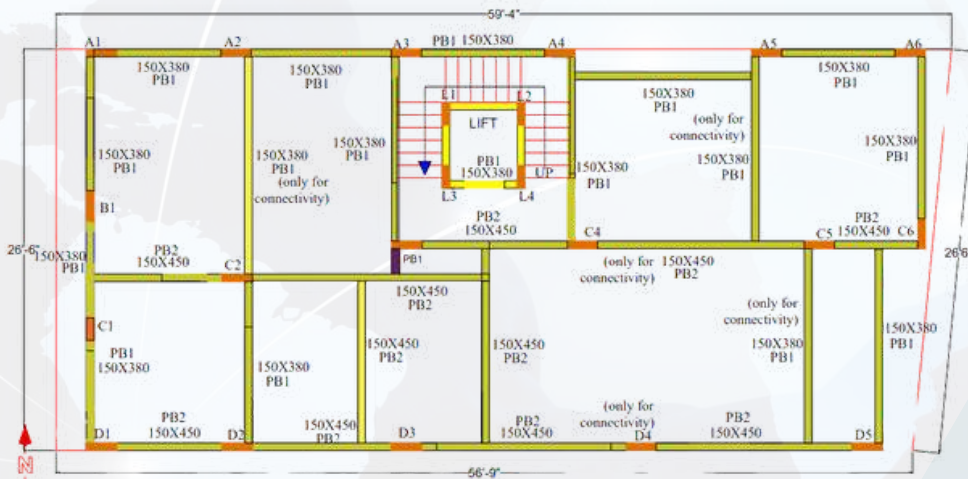 59'-4"
A1
A2
A3
PB1 150X380
A4
A5
A6
150X380
PB1
150X380
PB1
150X380
PB1
150X380
PB1
L1
L2
LIFT
PB1
150X380
L3
L4
UP
(only for
connectivity)
150X380
PB1
150X380
PB1
(only for
connectivity)
150X380
PB1
150X380
PB1
150X380
PB1
150X380
PB1
B1
PB2
150X450
PB2
150X450
PB2
150X450
C4
C5
C6
26'-6"
150X380
PB1
C2
PB1
(only for
connectivity)
150X450
PB2
26'6"
150X450
PB2
C1
PB1
150X380
150X380
PB1
150X450
PB2
150X450
PB2
(only for
connectivity)
150X380
PB1
150X380
PB1
PB2
150X450
150X450
PB2
PB2
150X450
(only for
connectivity)
PB2
150X450
D1
D2
D3
D4
D5
N
56'-9"